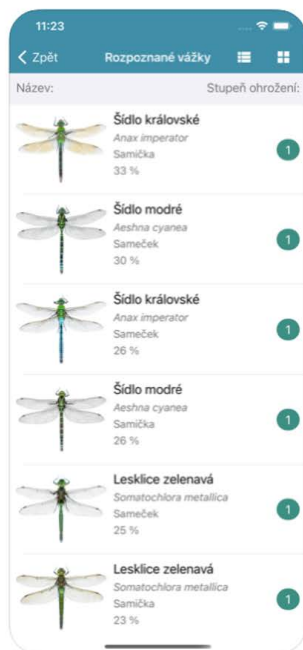 11:23
Zpět Rozpoznané vážky
Název: Stupeň ohrožení:
Šídlo královské
Anax imperator
Samička
33 %
1
Šídlo modré
Aeshna cyanea
Sameček
30 %
1
Šídlo královské
Anax imperator
Sameček
26 %
1
Šídlo modré
Aeshna cyanea
Samička
26 %
1
Lesklice zelenavá
Somatochlora metallica
Sameček
25 %
1
Lesklice zelenavá
Somatochlora metallica
Samička
23 %
1